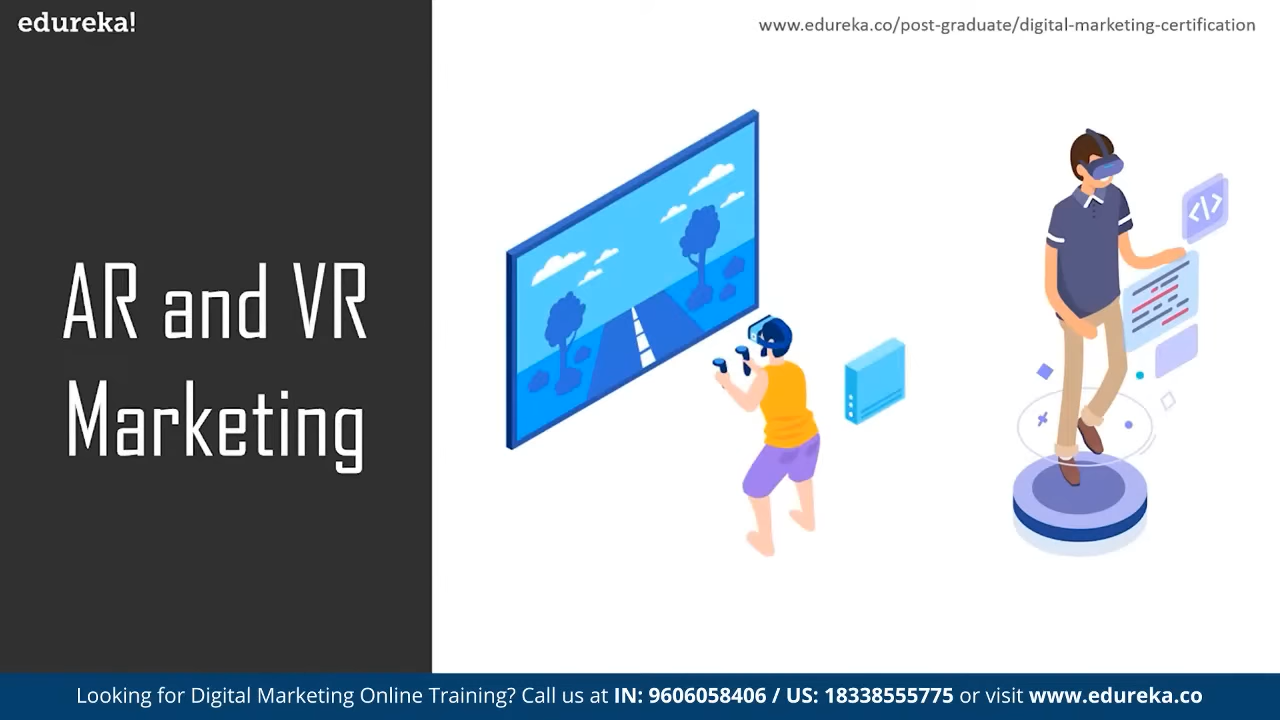 edureka!
www.edureka.co/post-graduate/digital-marketing-certification
AR and VR
Marketing
</>
Looking for Digital Marketing Online Training? Call us at IN: 9606058406 / US: 18338555775 or visit www.edureka.co